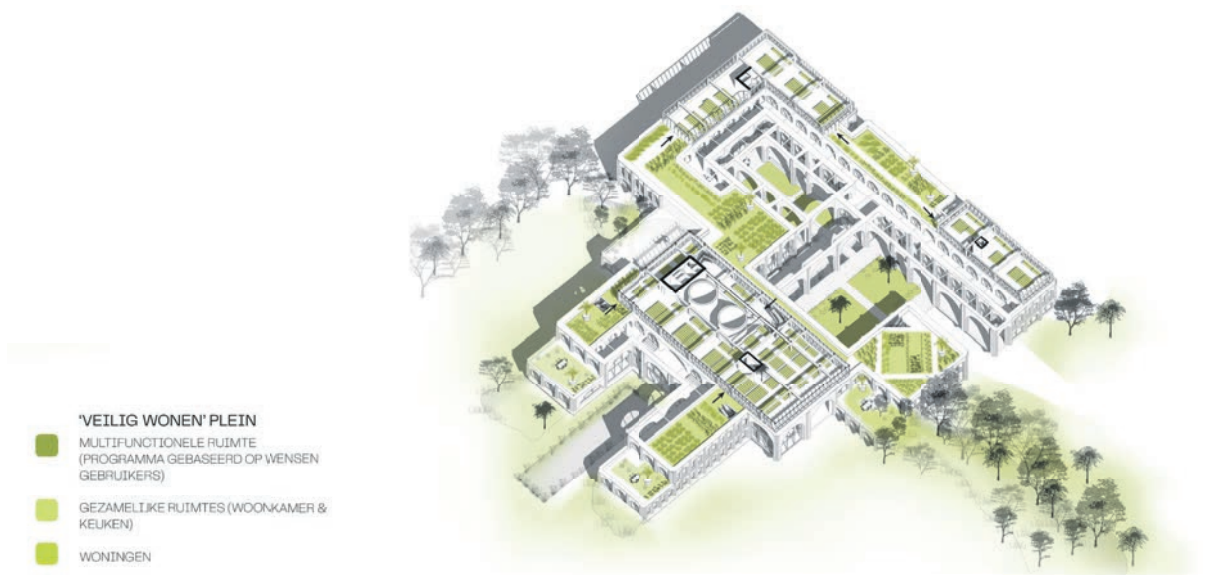 'VEILIG WONEN' PLEIN
MULTIFUNCTIONELE RUIMTE
(PROGRAMMA GEBASEERD OP WENSEN
GEBRUIKERS)
GEZAMELIJKE RUIMTES (WOONKAMER &
KEUKEN)
WONINGEN